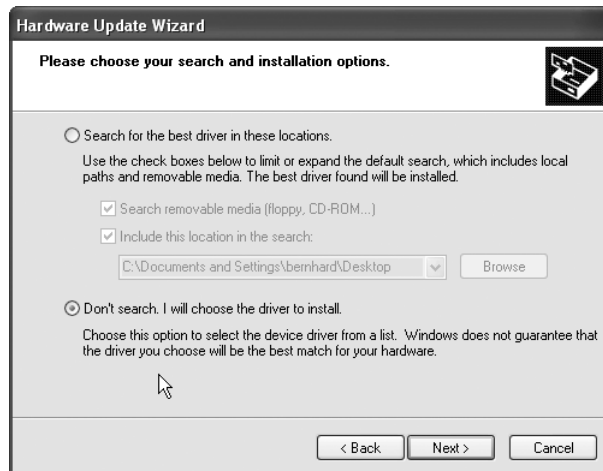 Hardware Update Wizard
Please choose your search and installation options.
Search for the best driver in these locations.
Use the check boxes below to limit or expand the default search, which includes local
paths and removable media. The best driver found will be installed.
Search removable media (floppy, CD-ROM...)
Include this location in the search:
C:\Documents and Settings\bernhard\Desktop
Browse
Don't search. I will choose the driver to install.
Choose this option to select the device driver from a list. Windows does not guarantee that
the driver you choose will be the best match for your hardware.
< Back Next > Cancel